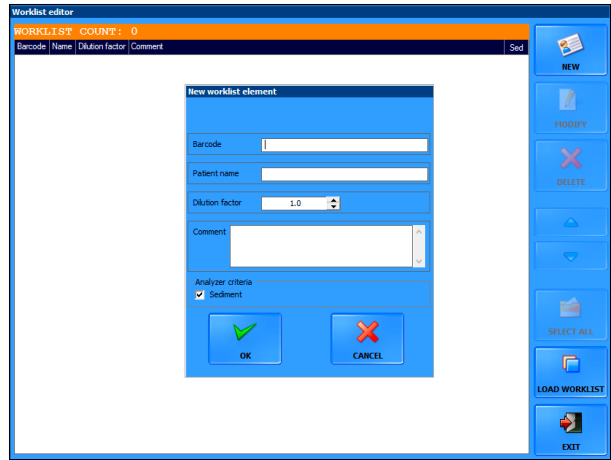 Worklist editor
WORKLIST COUNT: 0
Barcode Name Dilution factor Comment Sed
NEW
MODIFY
DELETE
SELECT ALL
LOAD WORKLIST
EXIT
New worklist element
Barcode
Patient name
Dilution factor 1.0
Comment
Analyzer criteria
Sediment
OK CANCEL